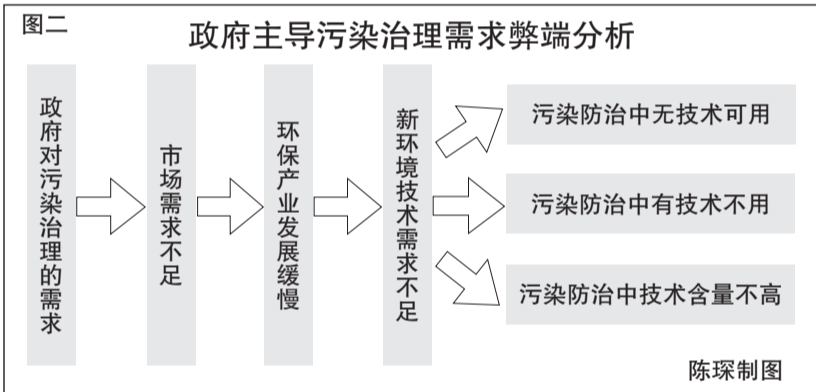 图二
政府主导污染治理需求弊端分析
政府对污染治理的需求
市场需求不足
环保产业发展缓慢
新环境技术需求不足
污染防治中无技术可用
污染防治中有技术不用
污染防治中技术含量不高
陈琛制图